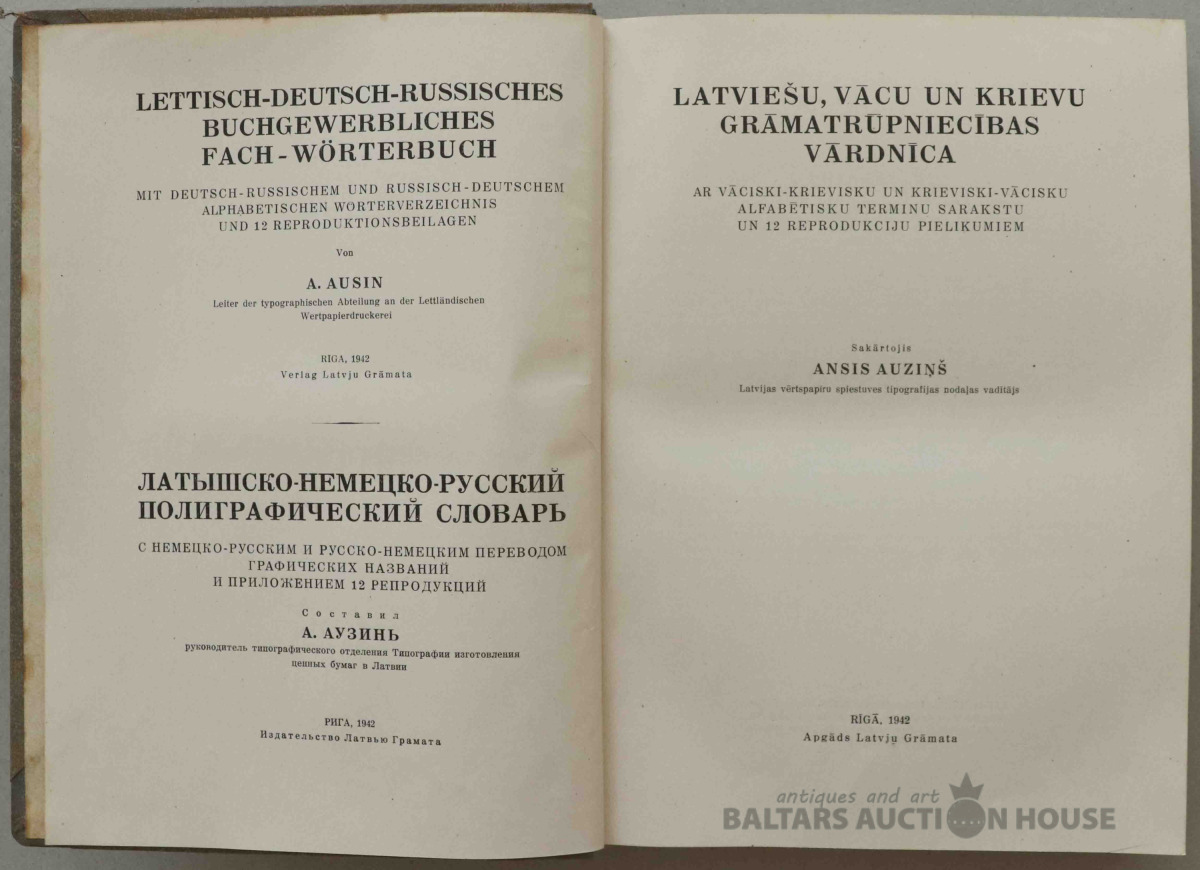 LETTISCH-DEUTSCH-RUSSISCHES
BUCHGEWERBLICHES
FACH-WÖRTERBUCH
MIT DEUTSCH-RUSSISCHEM UND RUSSISCH-DEUTSCHEM
ALPHABETISCHEN WORTERVERZEICHNIS
UND 12 REPRODUKTIONSBEILAGEN
Von
A. AUSIN
Leiter der typographischen Abteilung an der Lettländischen
Wertpapierdruckerei
RIGA, 1942
Verlag Latvju Grāmata
ЛАТЫШСКО-НЕМЕЦКО-РУССКИЙ
ПОЛИГРАФИЧЕСКИЙ СЛОВАРЬ
С НЕМЕЦКО-РУССКИМ И РУССКО-НЕМЕЦКИМ ПЕРЕВОДОМ
ГРАФИЧЕСКИХ НАЗВАНИЙ
И ПРИЛОЖЕНИЕМ 12 РЕПРОДУКЦИЙ
Составил
А. АУЗИНЬ
руководитель типографического отделения Типографии изготовления
ценных бумаг в Латвии
РИГА, 1942
Издательство Латвью Грамата
LATVIEŠU, VĀCU UN KRIEVU
GRĀMATRŪPNIECĪBAS
VĀRDNĪCA
AR VĀCISKI-KRIEVISKU UN KRIEVISKI-VĀCISKU
ALFABĒTISKU TERMINU SARAKSTU
UN 12 REPRODUKCIJU PIELIKUMIEM
Sakārtojis
ANSIS AUZIŅŠ
Latvijas vērtspapīru spiestuves tipografijas nodaļas vadītājs
RĪGĀ, 1942
Apgāds Latvju Grāmata
antiques and art
BALTARS AUCTION HOUSE